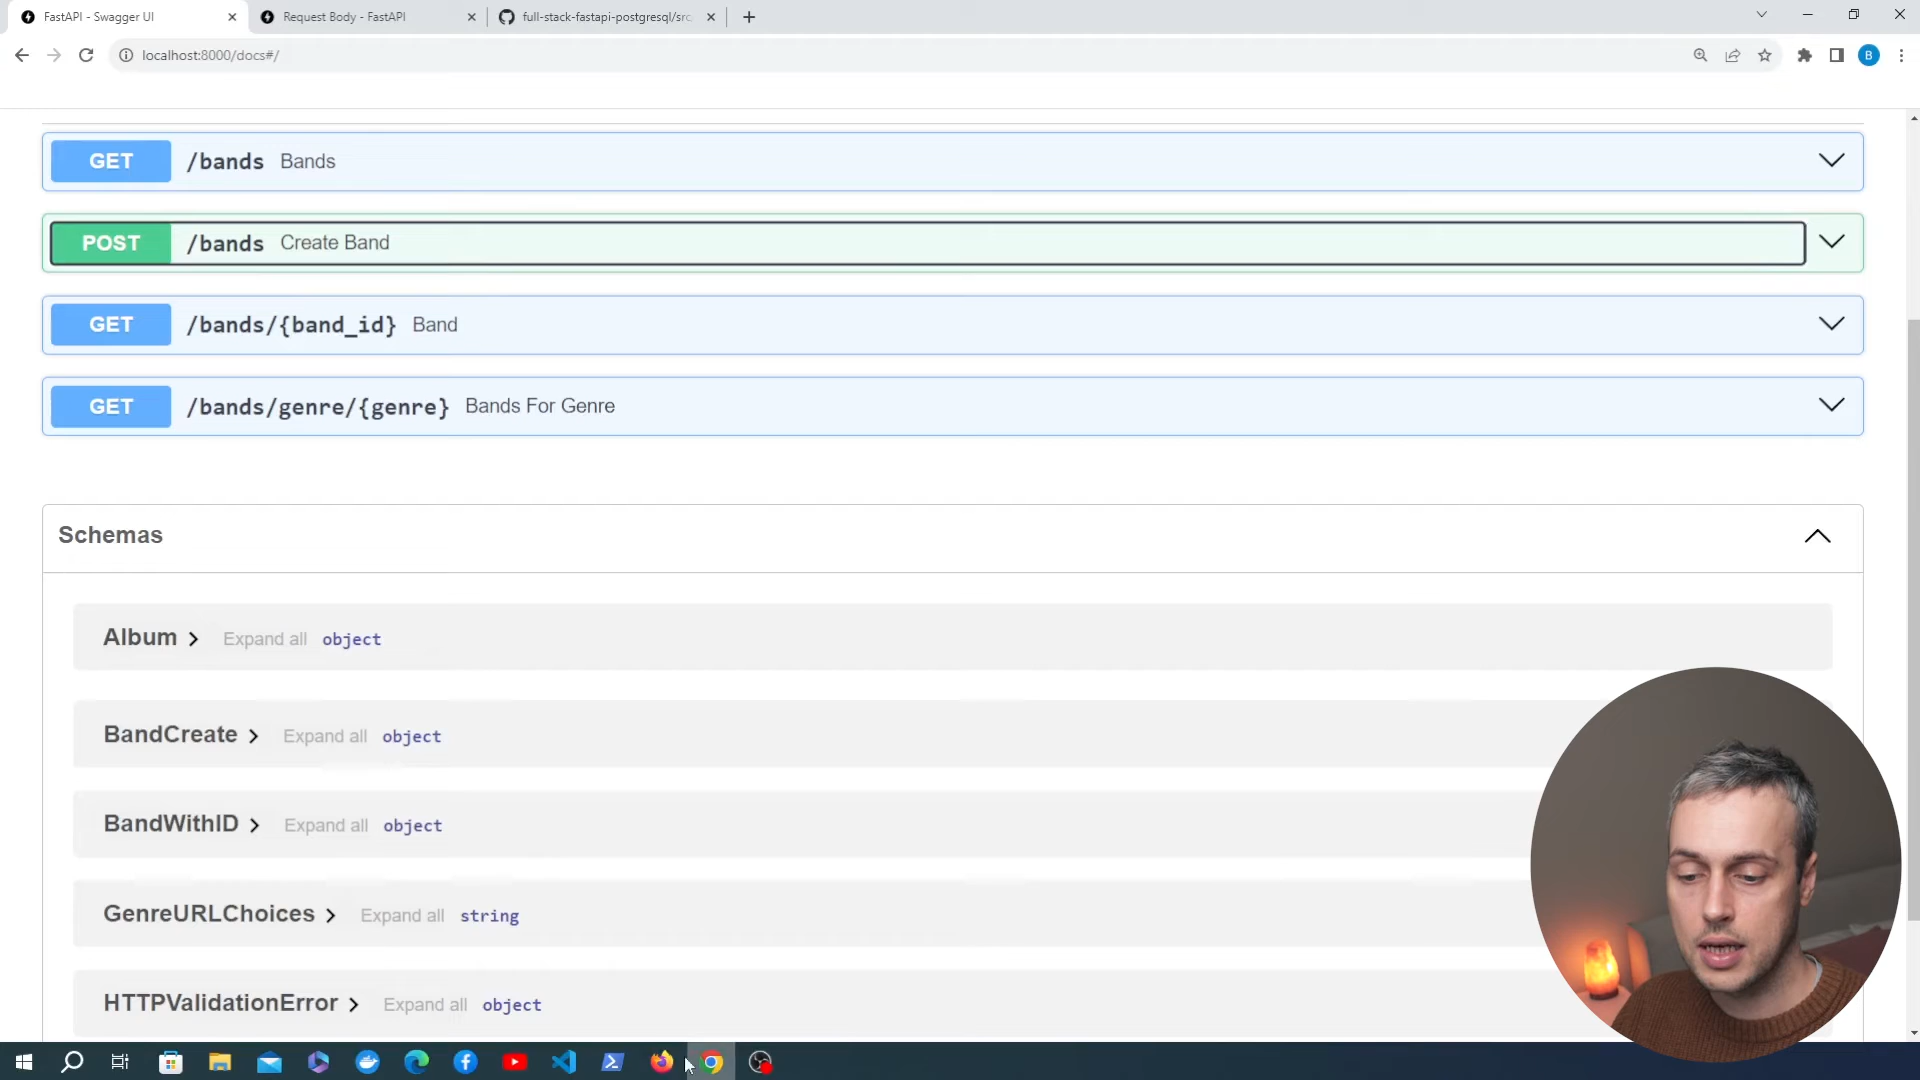 FastAPI - Swagger UI
Request Body - FastAPI
full-stack-fastapi-postgresql/src
localhost:8000/docs#/
B
GET /bands Bands
POST /bands Create Band
GET /bands/{band_id} Band
GET /bands/genre/{genre} Bands For Genre
Schemas
Album Expand all object
BandCreate Expand all object
BandWithID Expand all object
GenreURLChoices Expand all string
HTTPValidationError Expand all object